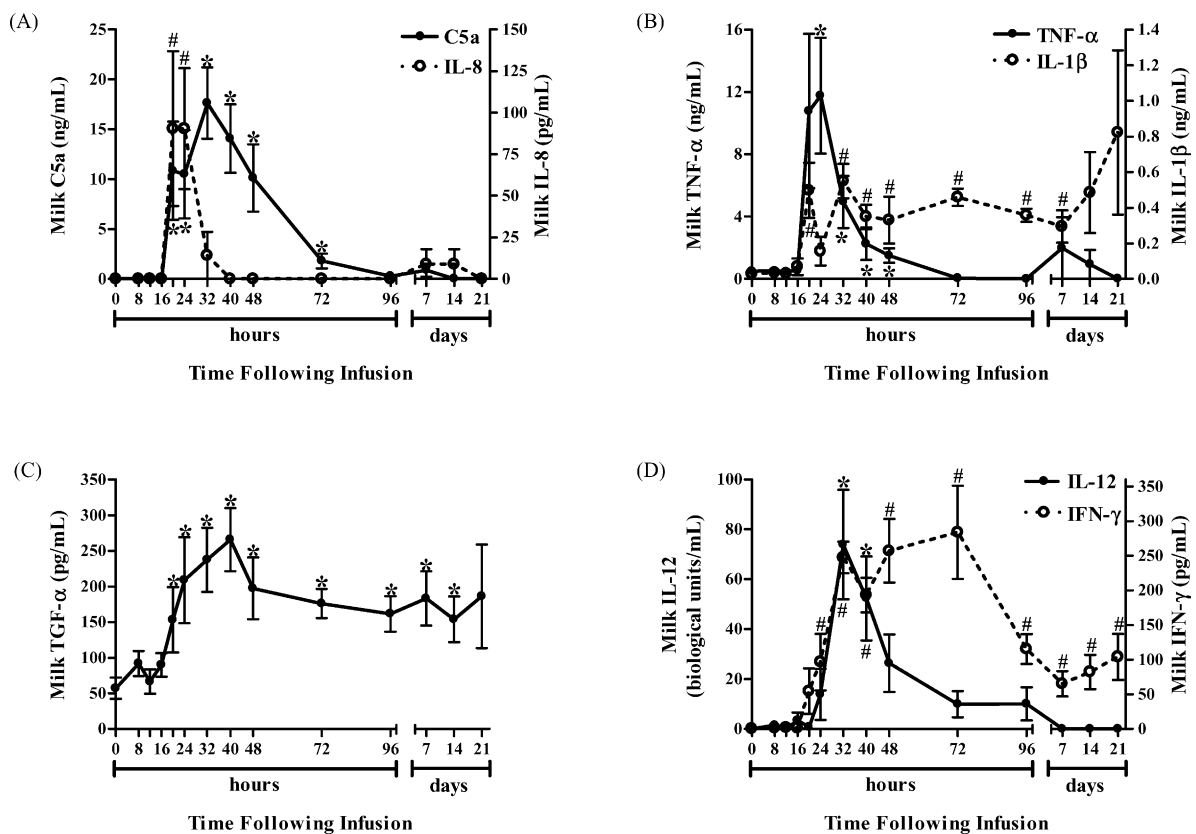 (A)
C5a
IL-8
Milk C5a (ng/mL)
25
20
15
10
5
0
Milk IL-8 (pg/mL)
150
125
100
75
50
25
0
# # * * * * * *
0 8 16 24 32 40 48 72 96 7 14 21
hours days
Time Following Infusion
(B)
TNF-α
IL-1β
Milk TNF-α (ng/mL)
16
12
8
4
0
Milk IL-1β (ng/mL)
1.4
1.2
1.0
0.8
0.6
0.4
0.2
0.0
* # # # # # # # * * *
0 8 16 24 32 40 48 72 96 7 14 21
hours days
Time Following Infusion
(C)
Milk TGF-α (pg/mL)
350
300
250
200
150
100
50
0
* * * * * * * * *
0 8 16 24 32 40 48 72 96 7 14 21
hours days
Time Following Infusion
(D)
IL-12
IFN-γ
Milk IL-12
(biological units/mL)
100
80
60
40
20
0
Milk IFN-γ (pg/mL)
350
300
250
200
150
100
50
0
# * # * # # # # # # #
0 8 16 24 32 40 48 72 96 7 14 21
hours days
Time Following Infusion